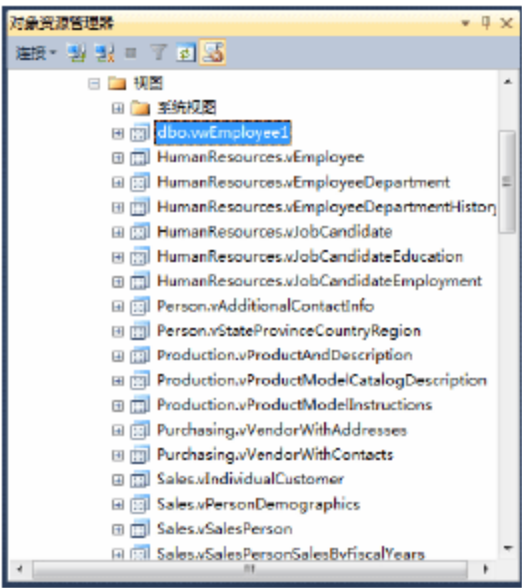 对象资源管理器
连接
视图
系统视图
dbo.vwEmployee1
HumanResources.vEmployee
HumanResources.vEmployeeDepartment
HumanResources.vEmployeeDepartmentHistory
HumanResources.vJobCandidate
HumanResources.vJobCandidateEducation
HumanResources.vJobCandidateEmployment
Person.vAdditionalContactInfo
Person.vStateProvinceCountryRegion
Production.vProductAndDescription
Production.vProductModelCatalogDescription
Production.vProductModelInstructions
Purchasing.vVendorWithAddresses
Purchasing.vVendorWithContacts
Sales.vIndividualCustomer
Sales.vPersonDemographics
Sales.vSalesPerson
Sales.vSalesPersonSalesByFiscalYears